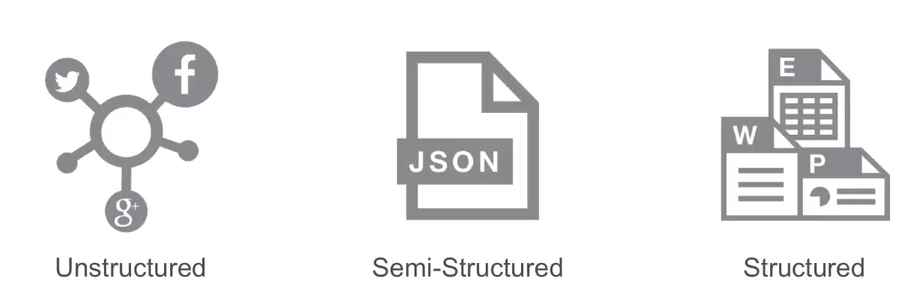 f
g+
JSON
E
W
P
Unstructured
Semi-Structured
Structured